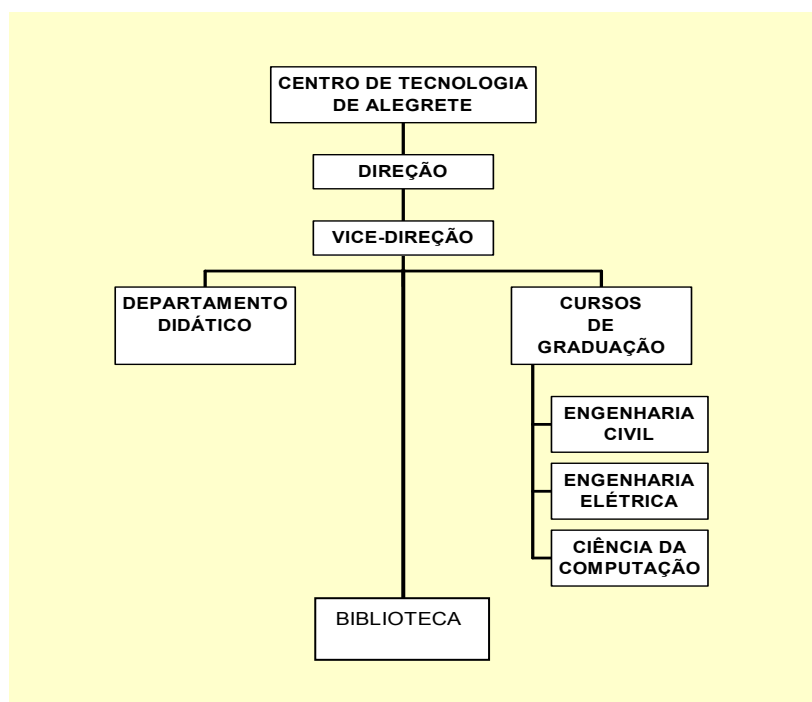 CENTRO DE TECNOLOGIA
DE ALEGRETE
DIREÇÃO
VICE-DIREÇÃO
DEPARTAMENTO
DIDÁTICO
CURSOS
DE
GRADUAÇÃO
ENGENHARIA
CIVIL
ENGENHARIA
ELÉTRICA
CIÊNCIA DA
COMPUTAÇÃO
BIBLIOTECA